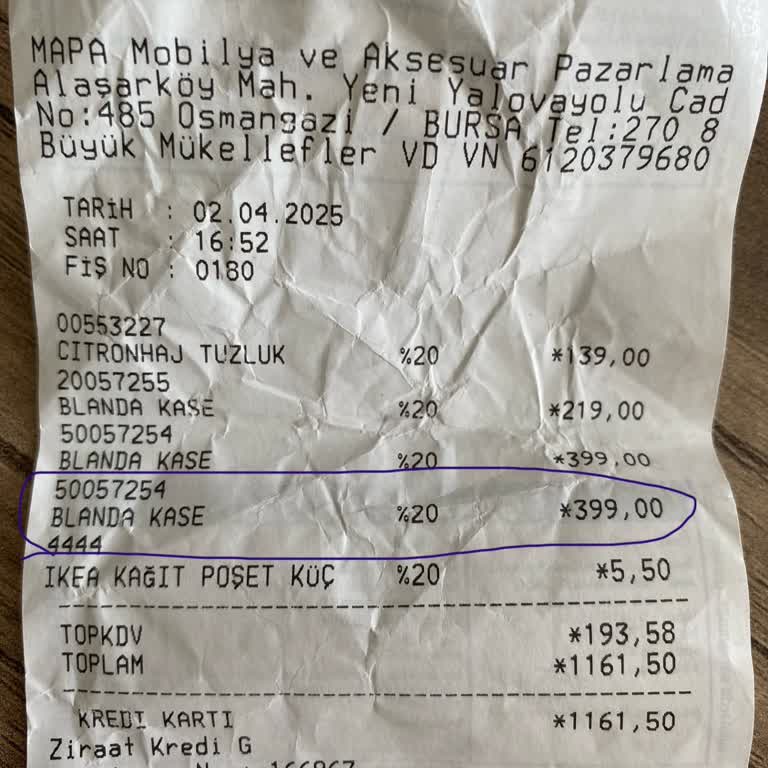 MAPA Mobilya ve Aksesuar Pazarlama
Alaşarköy Mah. Yeni Yalovayolu Cad
No:485 Osmangazi / BURSA Tel:270 8
Büyük Mükellefler VD VN 6120379680
TARİH : 02.04.2025
SAAT : 16:52
FİŞ NO : 0180
00553227
CITRONHAJ TUZLUK %20 *139,00
20057255
BLANDA KASE %20 *219,00
50057254
BLANDA KASE %20 *399,00
50057254
BLANDA KASE %20 *399,00
4444
IKEA KAĞIT POŞET KÜÇ %20 *5,50
TOPKDV *193,58
TOPLAM *1161,50
KREDI KARTI *1161,50
Ziraat Kredi G